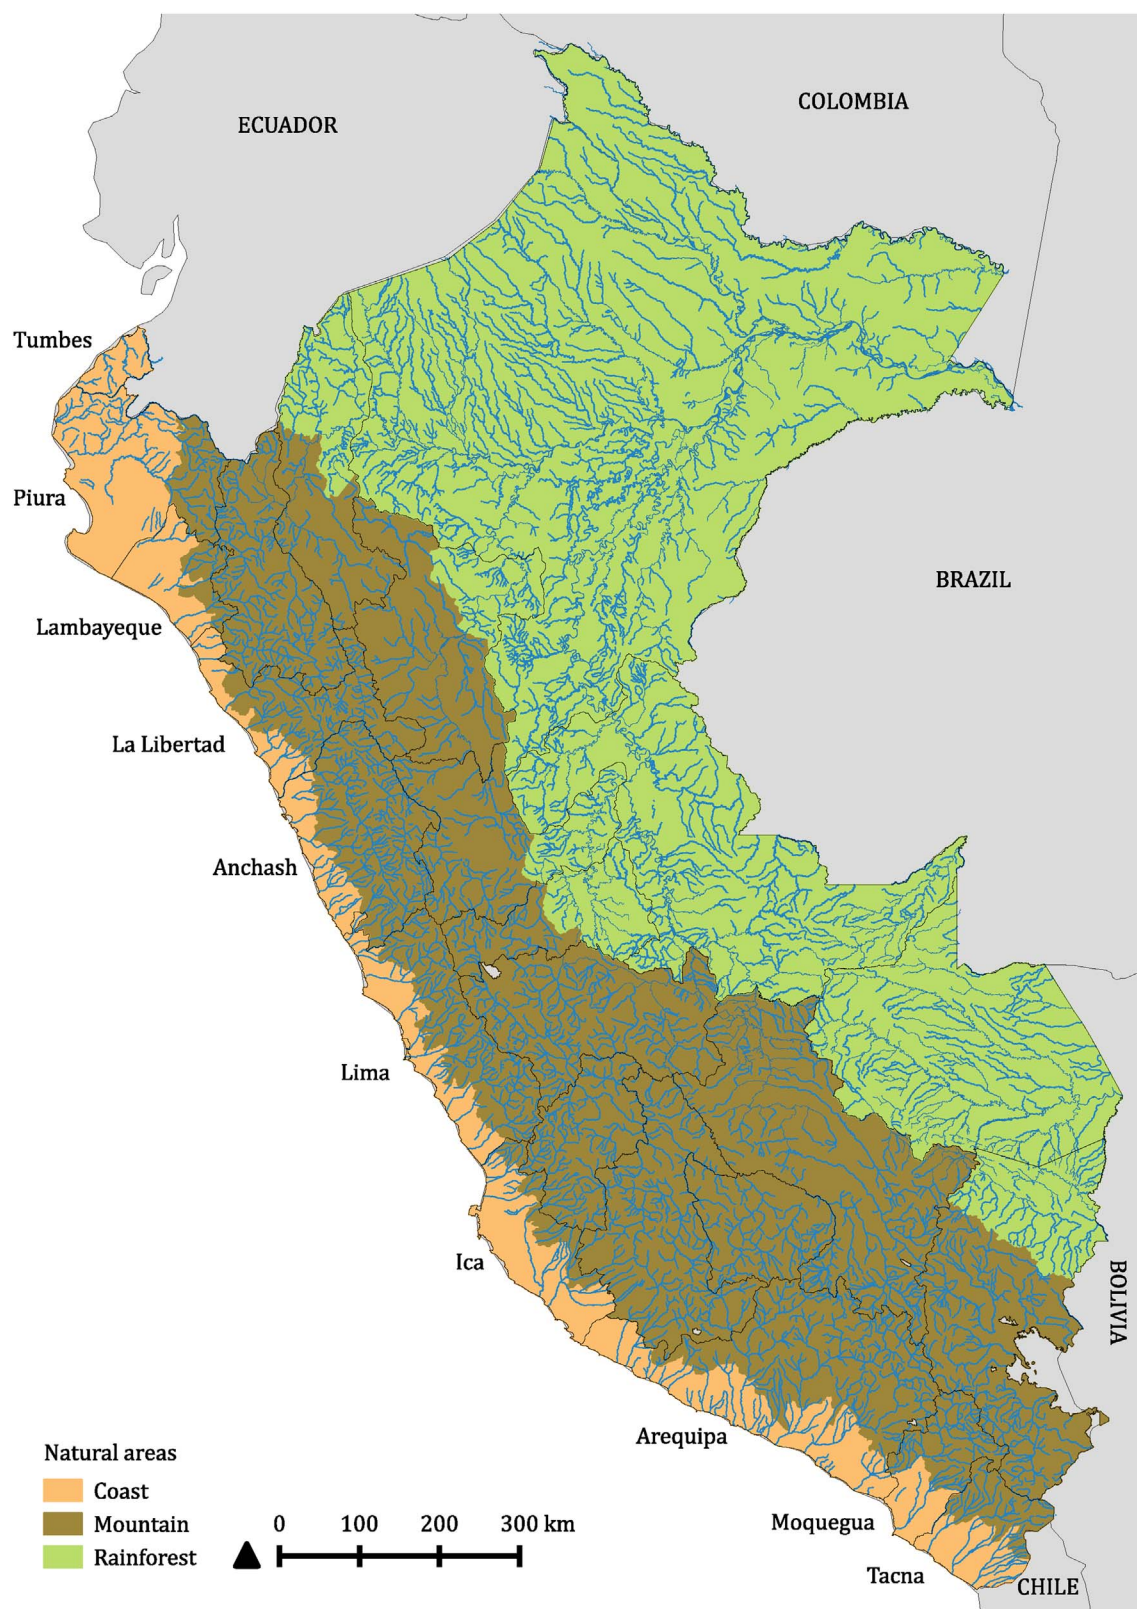 COLOMBIA
ECUADOR
Tumbes
Piura
BRAZIL
Lambayeque
La Libertad
Anchash
Lima
Ica
BOLIVIA
Arequipa
Natural areas
Coast
Mountain
Rainforest
0 100 200 300 km
Moquegua
Tacna
CHILE